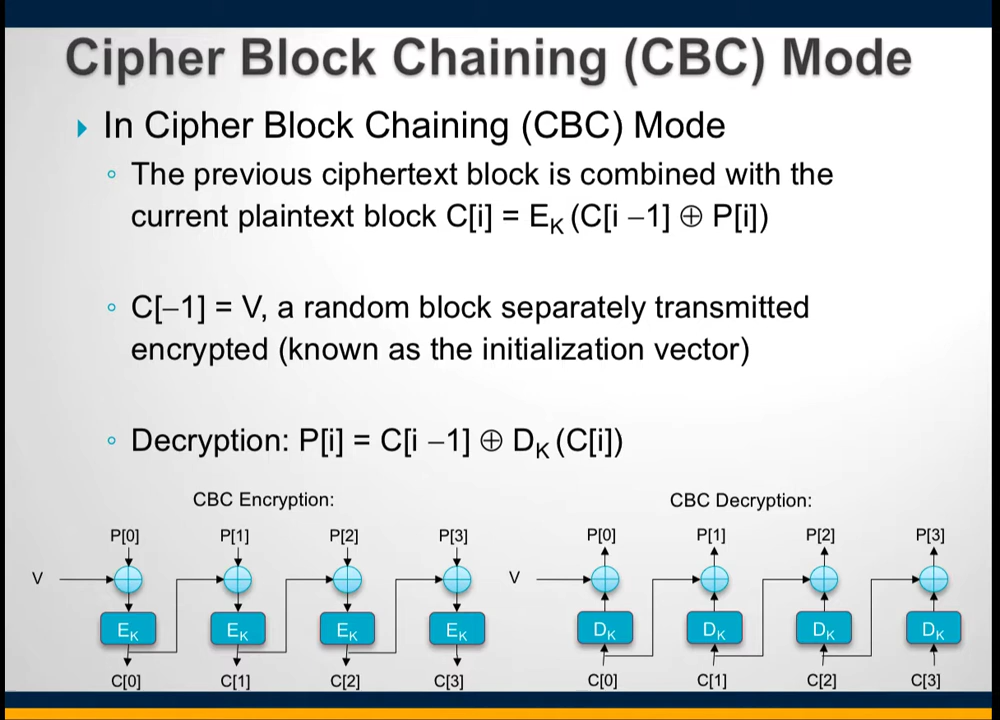 Cipher Block Chaining (CBC) Mode
In Cipher Block Chaining (CBC) Mode
The previous ciphertext block is combined with the
current plaintext block C[i] = E_K (C[i –1] ⊕ P[i])
C[–1] = V, a random block separately transmitted
encrypted (known as the initialization vector)
Decryption: P[i] = C[i –1] ⊕ D_K (C[i])
CBC Encryption:
P[0] P[1] P[2] P[3]
V
E_K E_K E_K E_K
C[0] C[1] C[2] C[3]
CBC Decryption:
P[0] P[1] P[2] P[3]
V
D_K D_K D_K D_K
C[0] C[1] C[2] C[3]